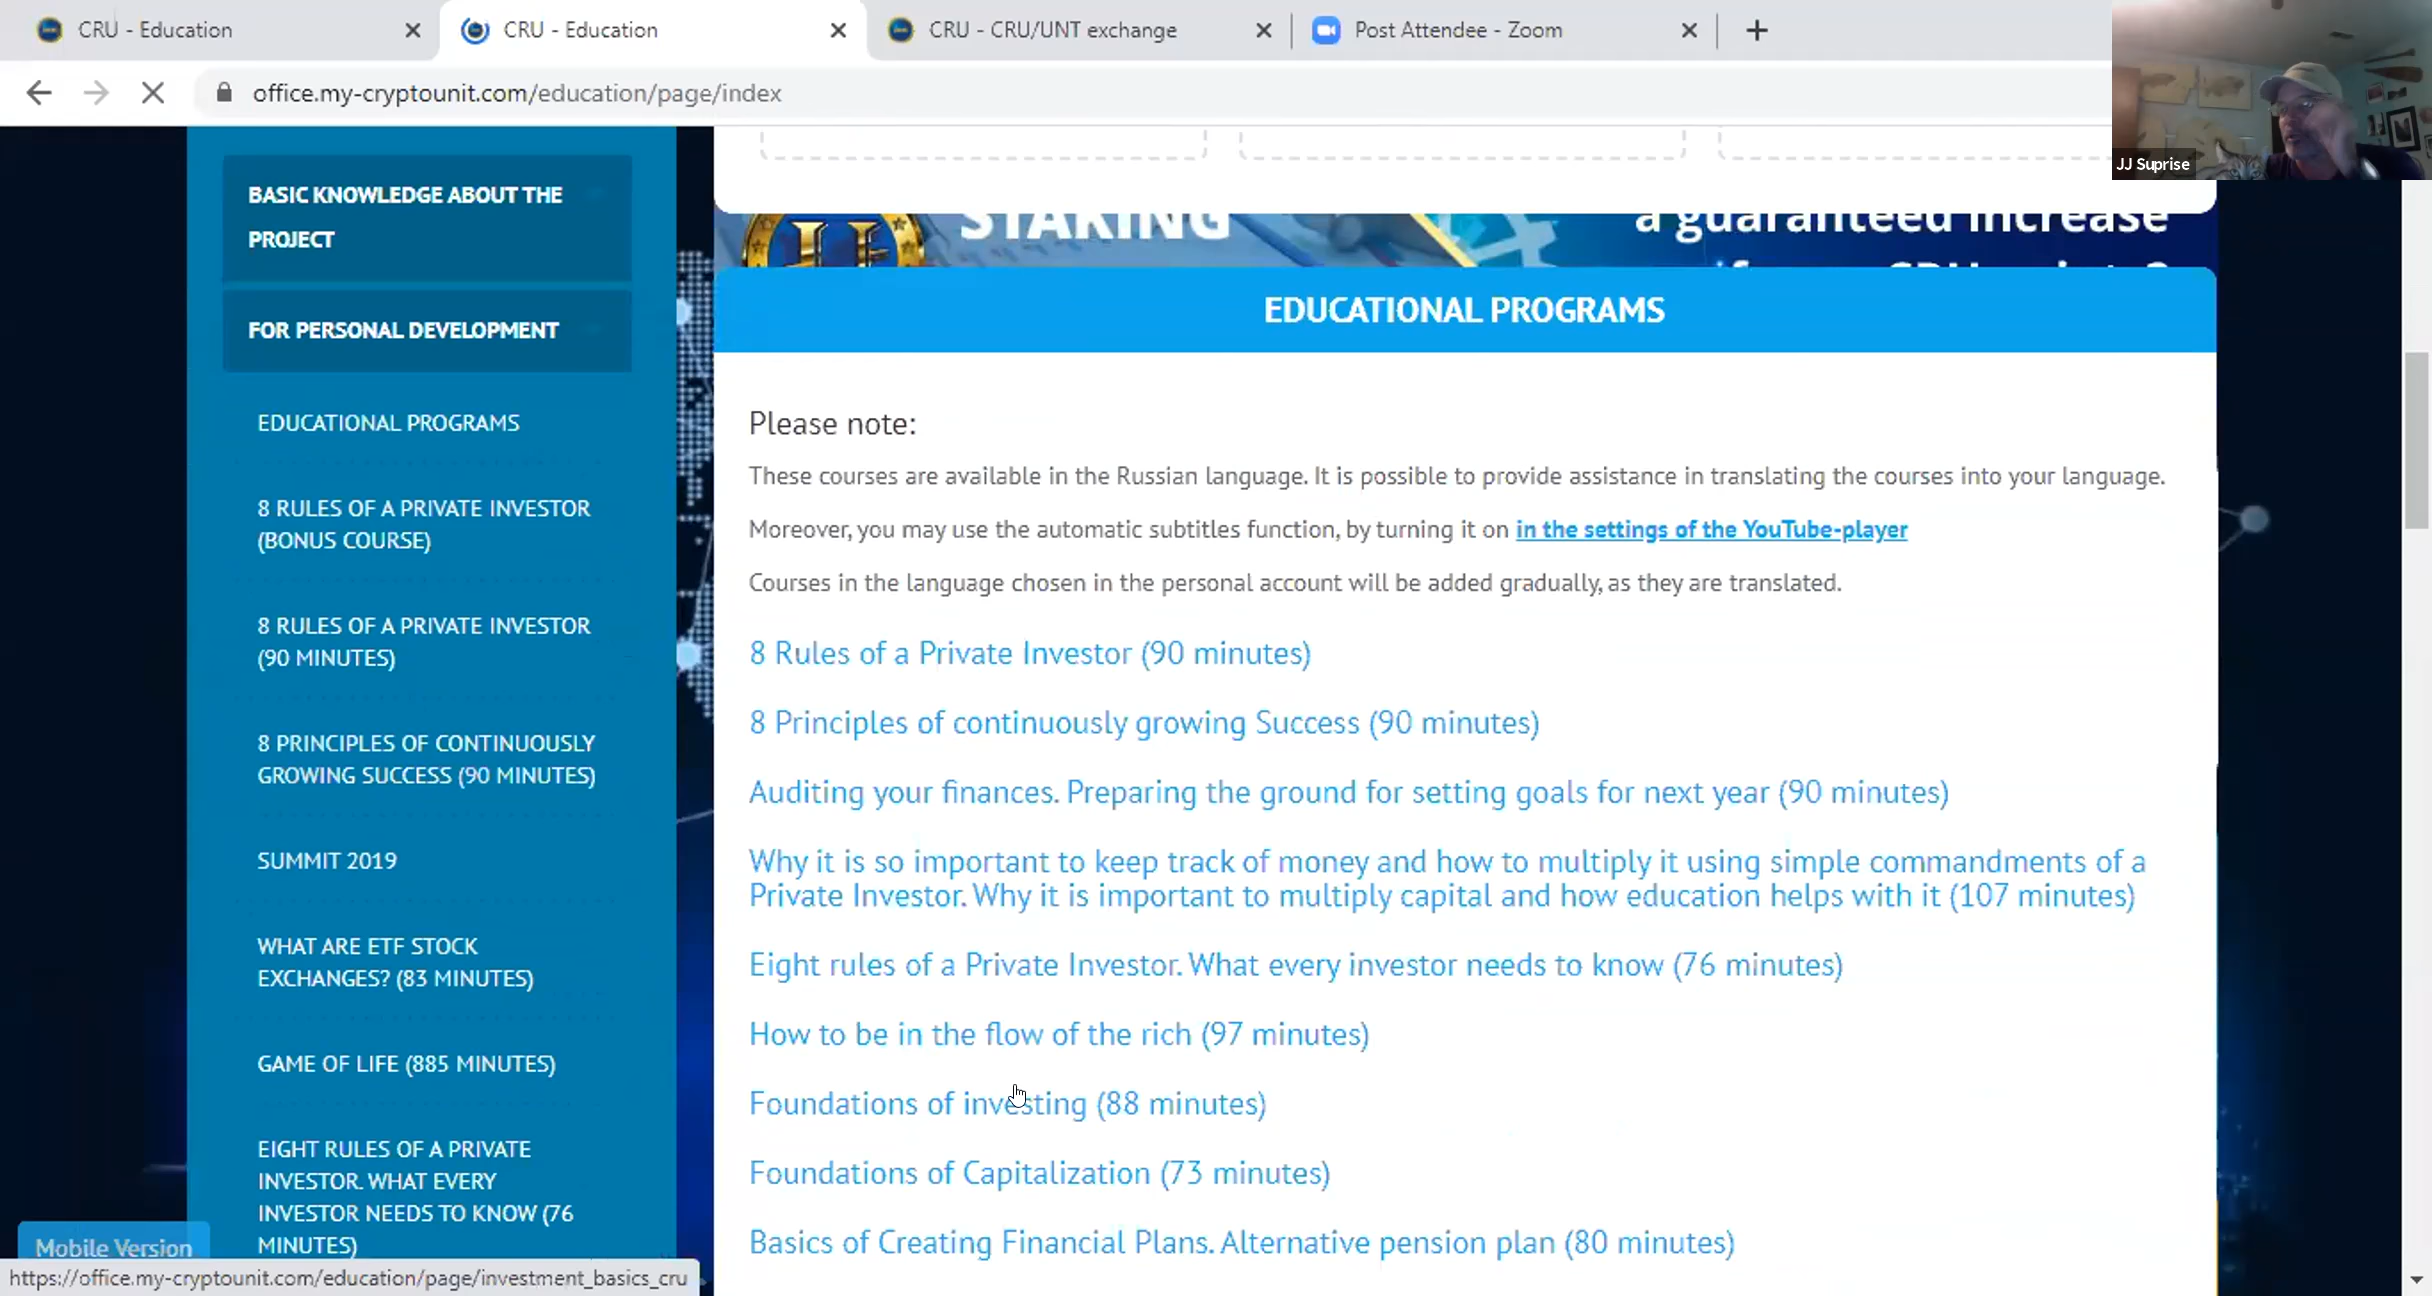 CRU - Education
CRU - Education
CRU - CRU/UNT exchange
Post Attendee - Zoom
office.my-cryptounit.com/education/page/index
JJ Suprise
BASIC KNOWLEDGE ABOUT THE
PROJECT
FOR PERSONAL DEVELOPMENT
EDUCATIONAL PROGRAMS
8 RULES OF A PRIVATE INVESTOR
(BONUS COURSE)
8 RULES OF A PRIVATE INVESTOR
(90 MINUTES)
8 PRINCIPLES OF CONTINUOUSLY
GROWING SUCCESS (90 MINUTES)
SUMMIT 2019
WHAT ARE ETF STOCK
EXCHANGES? (83 MINUTES)
GAME OF LIFE (885 MINUTES)
EIGHT RULES OF A PRIVATE
INVESTOR. WHAT EVERY
INVESTOR NEEDS TO KNOW (76
MINUTES)
Mobile Version
https://office.my-cryptounit.com/education/page/investment_basics_cru
STAKING
a guaranteed increase
EDUCATIONAL PROGRAMS
Please note:
These courses are available in the Russian language. It is possible to provide assistance in translating the courses into your language.
Moreover, you may use the automatic subtitles function, by turning it on in the settings of the YouTube-player
Courses in the language chosen in the personal account will be added gradually, as they are translated.
8 Rules of a Private Investor (90 minutes)
8 Principles of continuously growing Success (90 minutes)
Auditing your finances. Preparing the ground for setting goals for next year (90 minutes)
Why it is so important to keep track of money and how to multiply it using simple commandments of a
Private Investor. Why it is important to multiply capital and how education helps with it (107 minutes)
Eight rules of a Private Investor. What every investor needs to know (76 minutes)
How to be in the flow of the rich (97 minutes)
Foundations of investing (88 minutes)
Foundations of Capitalization (73 minutes)
Basics of Creating Financial Plans. Alternative pension plan (80 minutes)